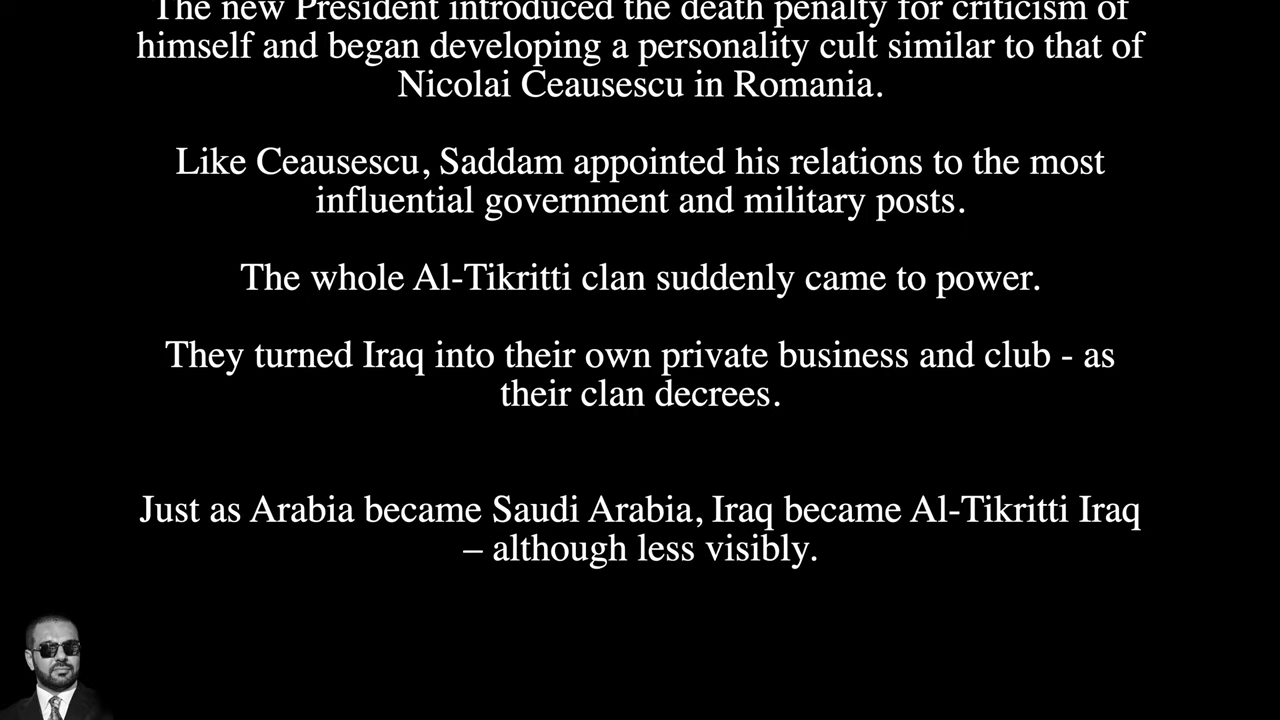 The new President introduced the death penalty for criticism of
himself and began developing a personality cult similar to that of
Nicolai Ceausescu in Romania.
Like Ceausescu, Saddam appointed his relations to the most
influential government and military posts.
The whole Al-Tikritti clan suddenly came to power.
They turned Iraq into their own private business and club - as
their clan decrees.
Just as Arabia became Saudi Arabia, Iraq became Al-Tikritti Iraq
– although less visibly.